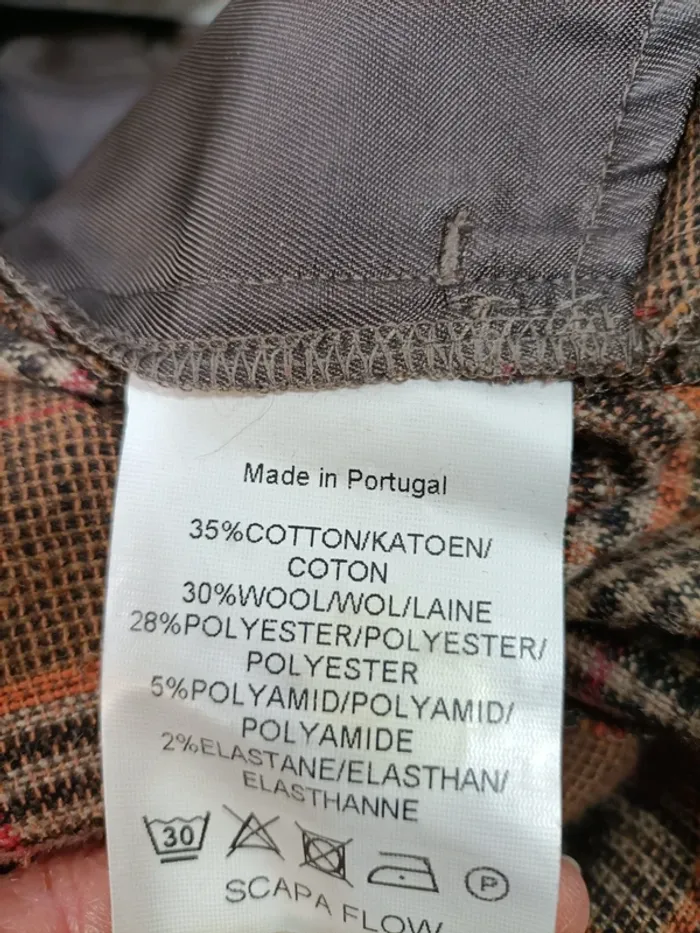 Made in Portugal
35%COTTON/KATOEN/
COTON
30%WOOL/WOL/LAINE
28%POLYESTER/POLYESTER/
POLYESTER
5%POLYAMID/POLYAMID/
POLYAMIDE
2%ELASTANE/ELASTHAN/
ELASTHANNE
30 P
SCAPA FLOW